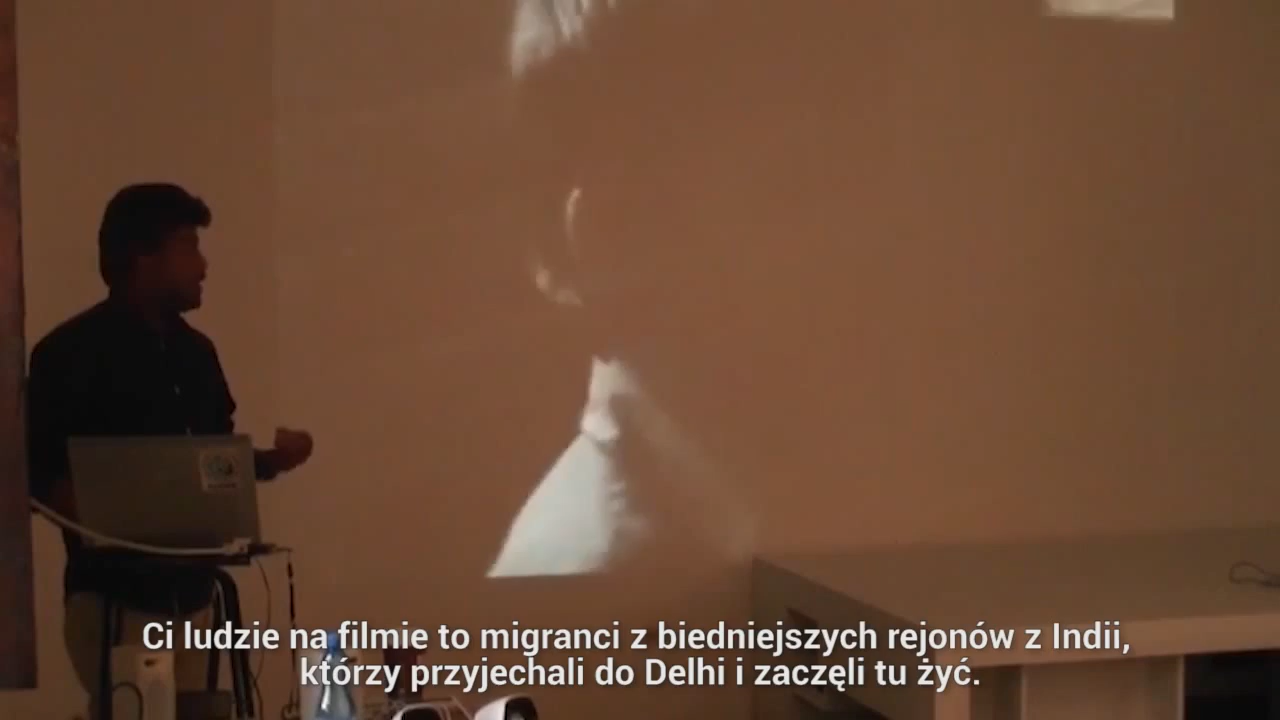 Ci ludzie na filmie to migranci z biedniejszych rejonów z Indii,
którzy przyjechali do Delhi i zaczęli tu żyć.